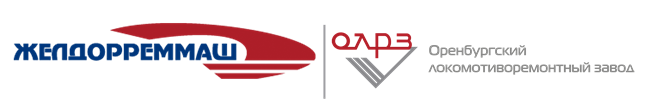 ЖЕЛДОРРЕММАШ
ОЛРЗ
Оренбургский
локомотиворемонтный завод